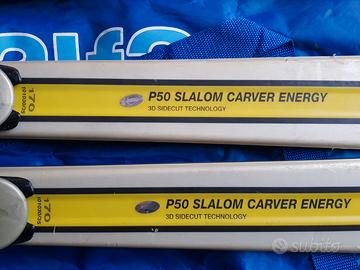 P50 SLALOM CARVER ENERGY
3D SIDECUT TECHNOLOGY
170
P50 SLALOM CARVER ENERGY
3D SIDECUT TECHNOLOGY
170
subito